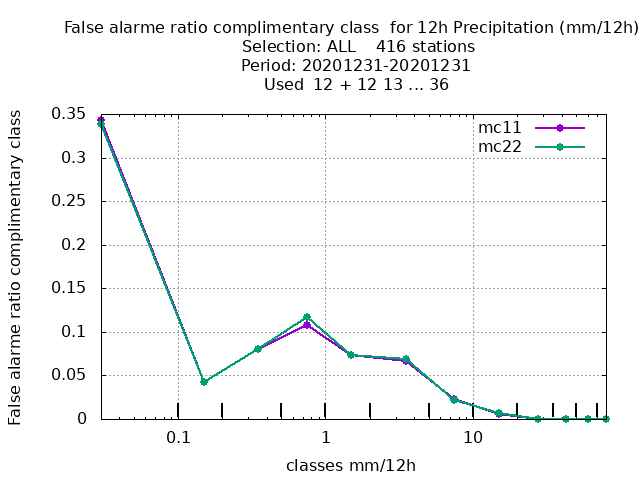 False alarme ratio complimentary class  for 12h Precipitation (mm/12h)
Selection: ALL    416 stations
Period: 20201231-20201231
Used  12 + 12 13 ... 36
mc11
mc22
0.35
0.3
0.25
0.2
0.15
0.1
0.05
0
False alarme ratio complimentary class
0.1 1 10
classes mm/12h